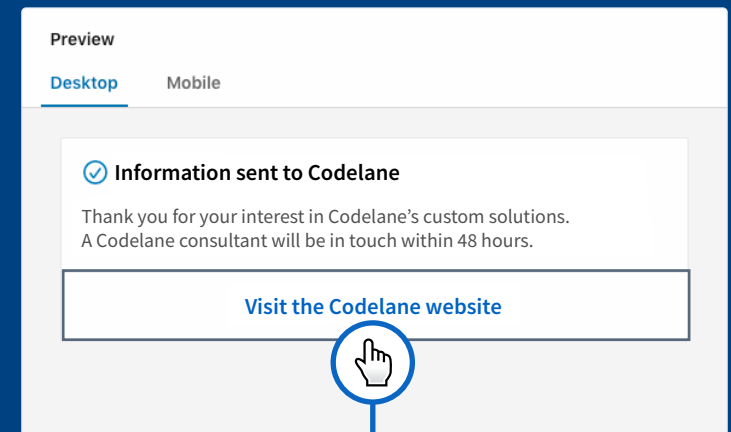 Preview
Desktop Mobile
Information sent to Codelane
Thank you for your interest in Codelane’s custom solutions.
A Codelane consultant will be in touch within 48 hours.
Visit the Codelane website